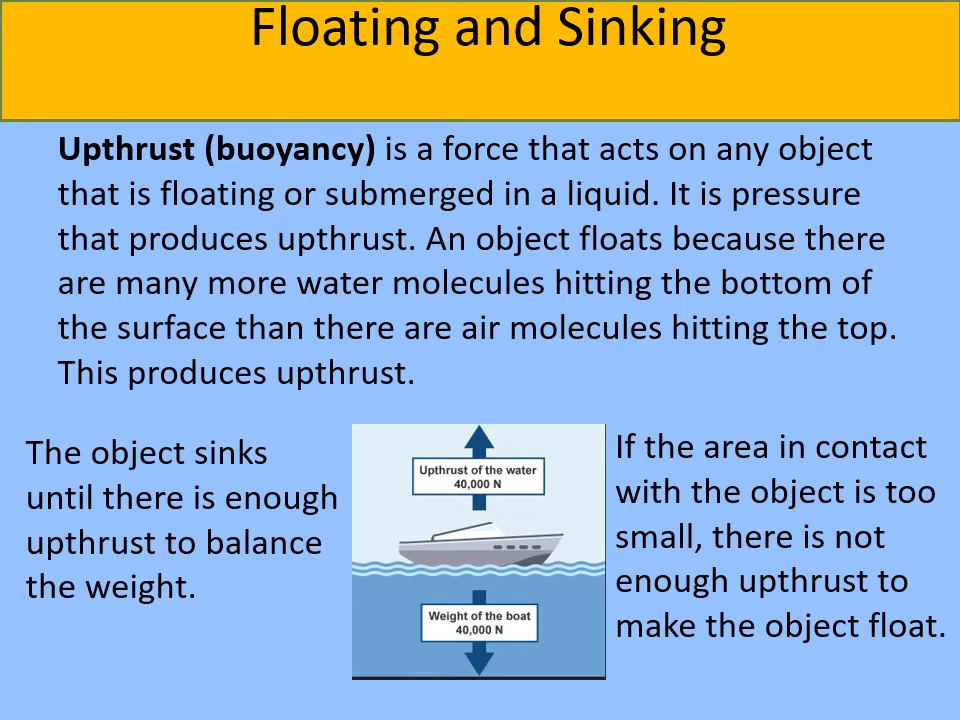 Floating and Sinking
Upthrust (buoyancy) is a force that acts on any object
that is floating or submerged in a liquid. It is pressure
that produces upthrust. An object floats because there
are many more water molecules hitting the bottom of
the surface than there are air molecules hitting the top.
This produces upthrust.
The object sinks
until there is enough
upthrust to balance
the weight.
Upthrust of the water
40,000 N
Weight of the boat
40,000 N
If the area in contact
with the object is too
small, there is not
enough upthrust to
make the object float.